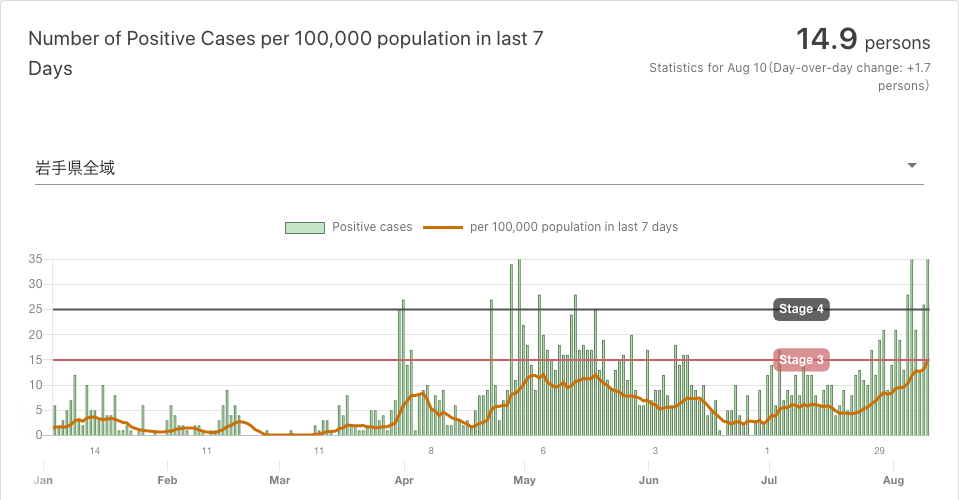 Number of Positive Cases per 100,000 population in last 7
Days
14.9 persons
Statistics for Aug 10(Day-over-day change: +1.7
persons)
岩手県全域
Positive cases
per 100,000 population in last 7 days
35
30
25
20
15
10
5
0
Stage 4
Stage 3
14 11 11 8 6 3 1 29
Jan Feb Mar Apr May Jun Jul Aug